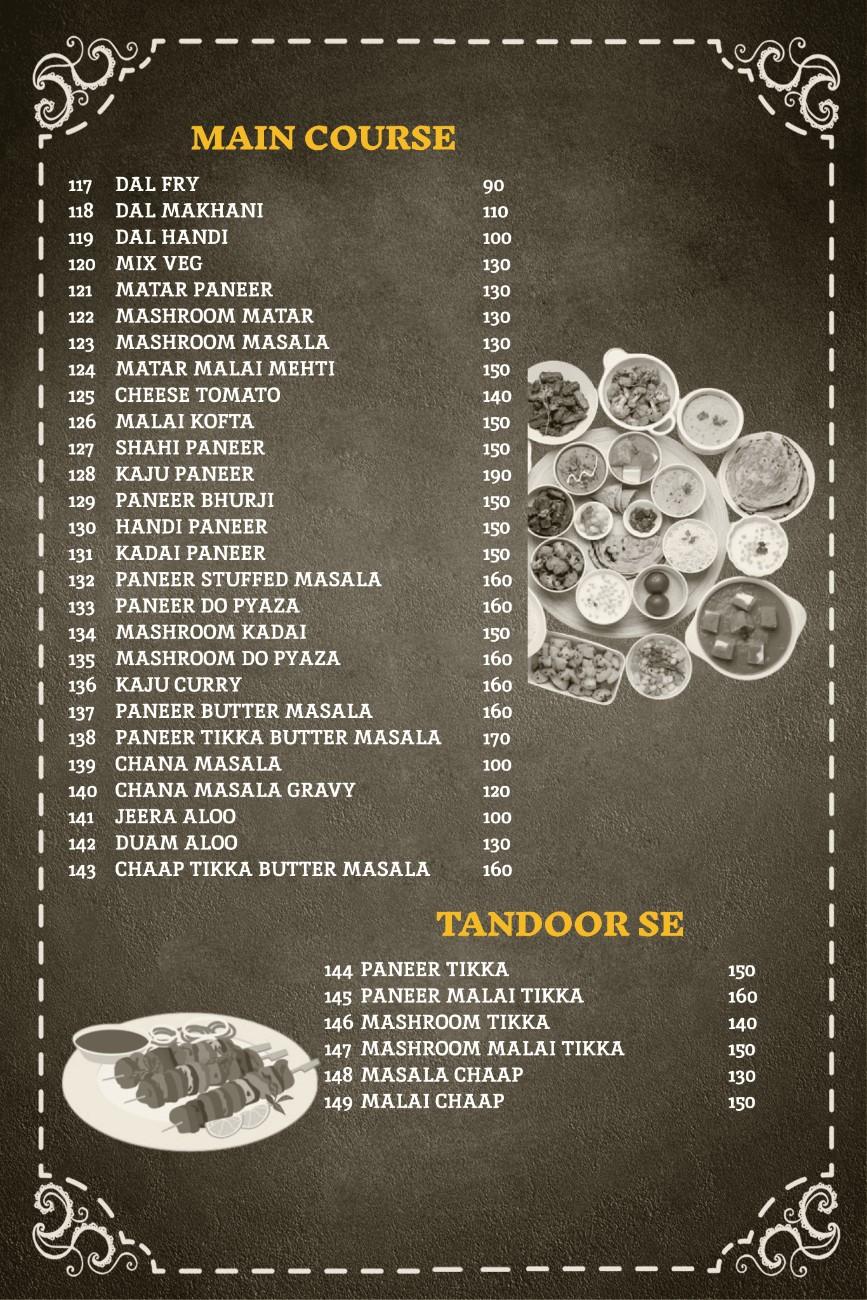 MAIN COURSE
117 DAL FRY 90
118 DAL MAKHANI 110
119 DAL HANDI 100
120 MIX VEG 130
121 MATAR PANEER 130
122 MASHROOM MATAR 130
123 MASHROOM MASALA 130
124 MATAR MALAI MEHTI 150
125 CHEESE TOMATO 140
126 MALAI KOFTA 150
127 SHAHI PANEER 150
128 KAJU PANEER 190
129 PANEER BHURJI 150
130 HANDI PANEER 150
131 KADAI PANEER 150
132 PANEER STUFFED MASALA 160
133 PANEER DO PYAZA 160
134 MASHROOM KADAI 150
135 MASHROOM DO PYAZA 160
136 KAJU CURRY 160
137 PANEER BUTTER MASALA 160
138 PANEER TIKKA BUTTER MASALA 170
139 CHANA MASALA 100
140 CHANA MASALA GRAVY 120
141 JEERA ALOO 100
142 DUAM ALOO 130
143 CHAAP TIKKA BUTTER MASALA 160
TANDOOR SE
144 PANEER TIKKA 150
145 PANEER MALAI TIKKA 160
146 MASHROOM TIKKA 140
147 MASHROOM MALAI TIKKA 150
148 MASALA CHAAP 130
149 MALAI CHAAP 150